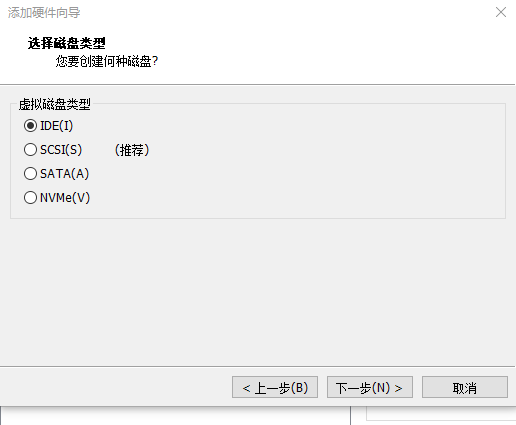 添加硬件向导
选择磁盘类型
您要创建何种磁盘?
虚拟磁盘类型
IDE(I)
SCSI(S) （推荐）
SATA(A)
NVMe(V)
< 上一步(B) 下一步(N) > 取消